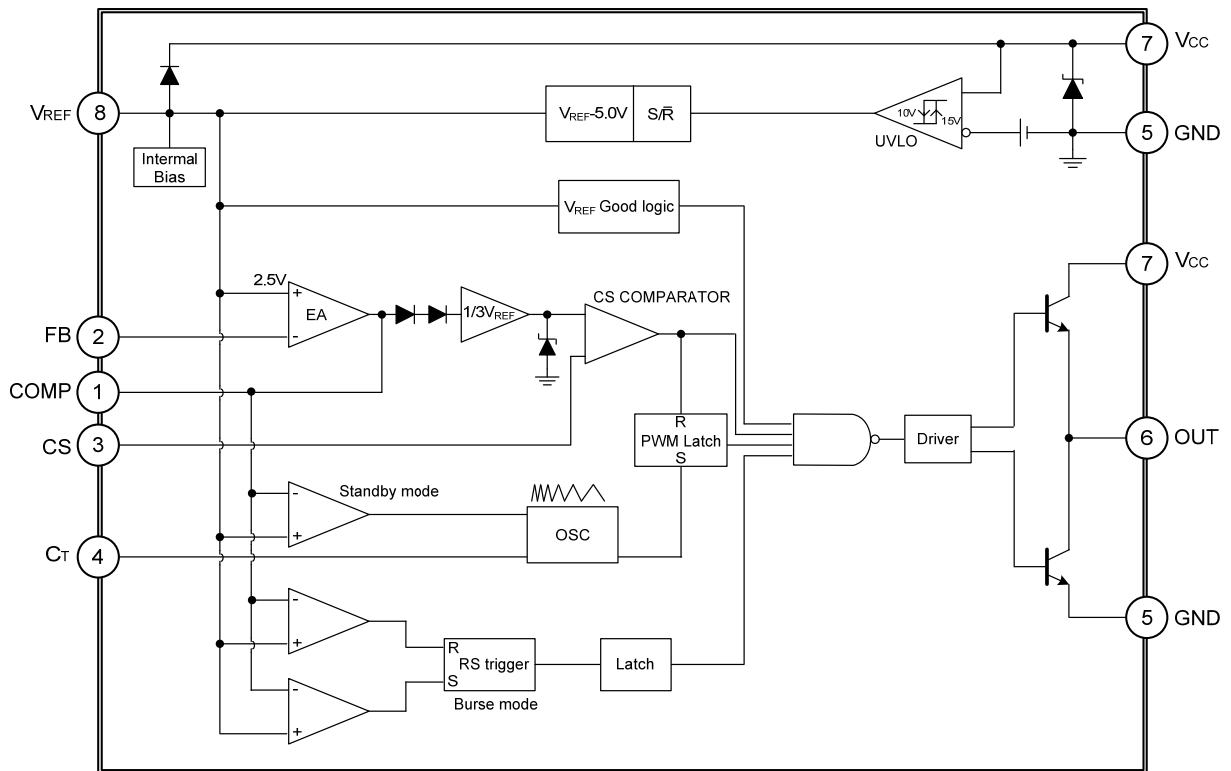 7 VCC
VREF 8
VREF-5.0V S/R̅
10V 15V
UVLO
5 GND
Intermal
Bias
VREF Good logic
7 VCC
2.5V
+
EA
-
1/3VREF
CS COMPARATOR
FB 2
COMP 1
CS 3
R
PWM Latch
S
Driver
6 OUT
-
+
Standby mode
OSC
CT 4
-
+
R
RS trigger
S
Latch
Burse mode
-
+
5 GND